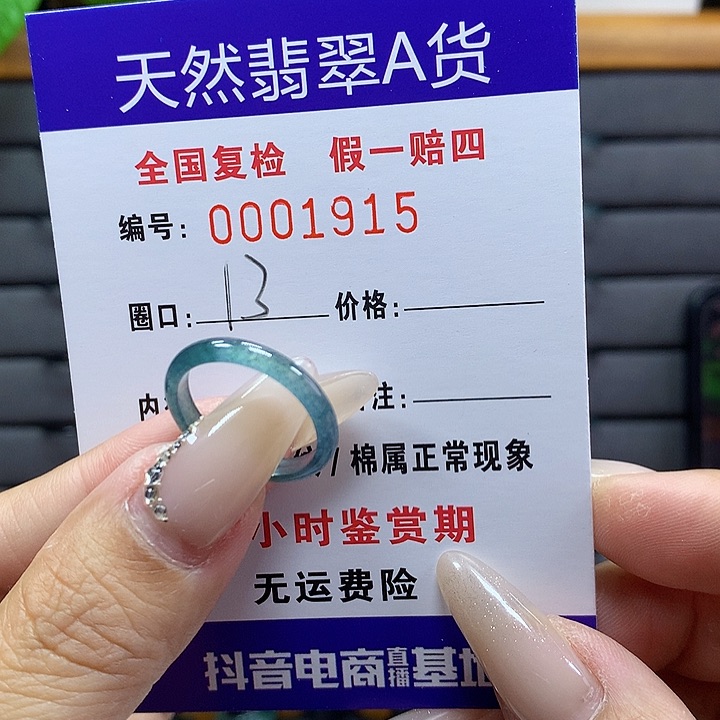 天然翡翠A货
全国复检 假一赔四
编号: 0001915
圈口: 13 价格:
内 注:
// 棉属正常现象
小时鉴赏期
无运费险
抖音电商直播基地